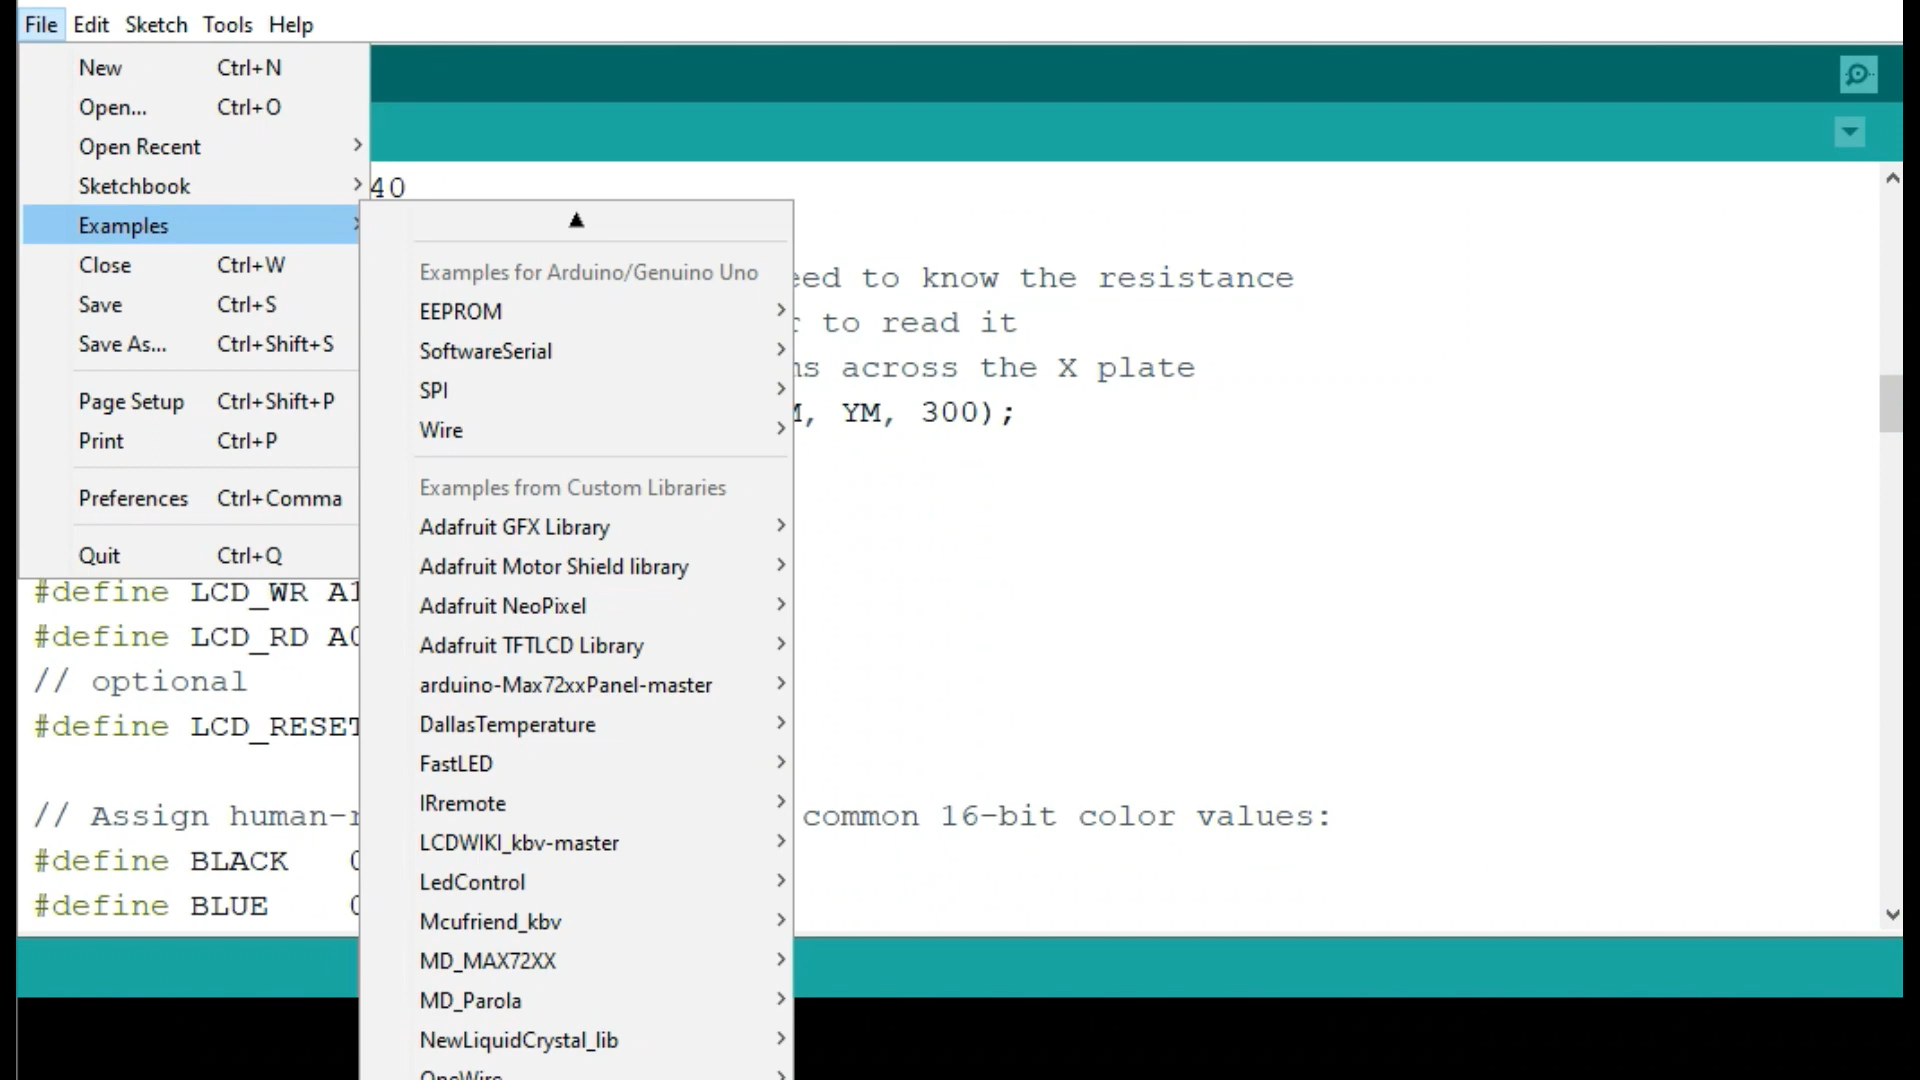 File Edit Sketch Tools Help
New Ctrl+N
Open... Ctrl+O
Open Recent
Sketchbook
Examples
Close Ctrl+W
Save Ctrl+S
Save As... Ctrl+Shift+S
Page Setup Ctrl+Shift+P
Print Ctrl+P
Preferences Ctrl+Comma
Quit Ctrl+Q
Examples for Arduino/Genuino Uno
EEPROM
SoftwareSerial
SPI
Wire
Examples from Custom Libraries
Adafruit GFX Library
Adafruit Motor Shield library
Adafruit NeoPixel
Adafruit TFTLCD Library
arduino-Max72xxPanel-master
DallasTemperature
FastLED
IRremote
LCDWIKI_kbv-master
LedControl
Mcufriend_kbv
MD_MAX72XX
MD_Parola
NewLiquidCrystal_lib
OneWire
40
to know the resistance
to read it
across the X plate
, YM, 300);
#define LCD_WR A1
#define LCD_RD A0
// optional
#define LCD_RESET
// Assign common 16-bit color values:
#define BLACK 0
#define BLUE 0